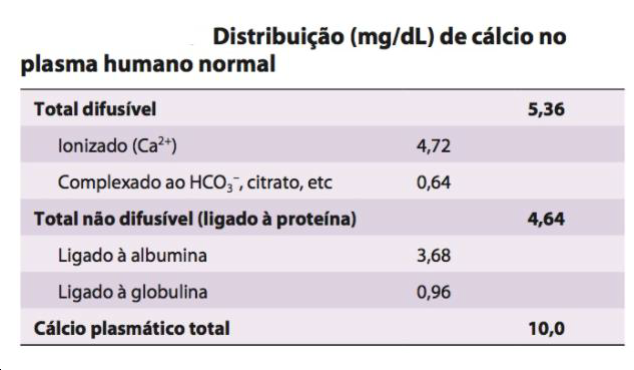 Distribuição (mg/dL) de cálcio no
plasma humano normal
Total difusível 5,36
Ionizado (Ca²⁺) 4,72
Complexado ao HCO₃⁻, citrato, etc 0,64
Total não difusível (ligado à proteína) 4,64
Ligado à albumina 3,68
Ligado à globulina 0,96
Cálcio plasmático total 10,0